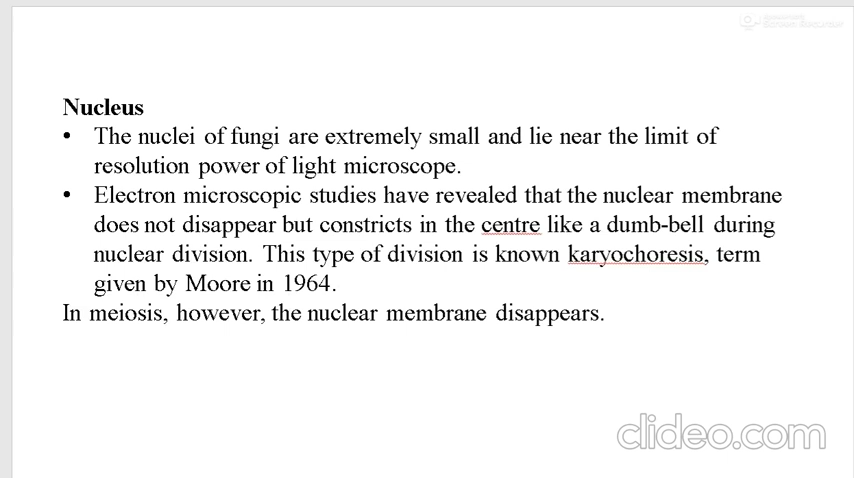 Nucleus
• The nuclei of fungi are extremely small and lie near the limit of
resolution power of light microscope.
• Electron microscopic studies have revealed that the nuclear membrane
does not disappear but constricts in the centre like a dumb-bell during
nuclear division. This type of division is known karyochoresis, term
given by Moore in 1964.
In meiosis, however, the nuclear membrane disappears.
clideo.com